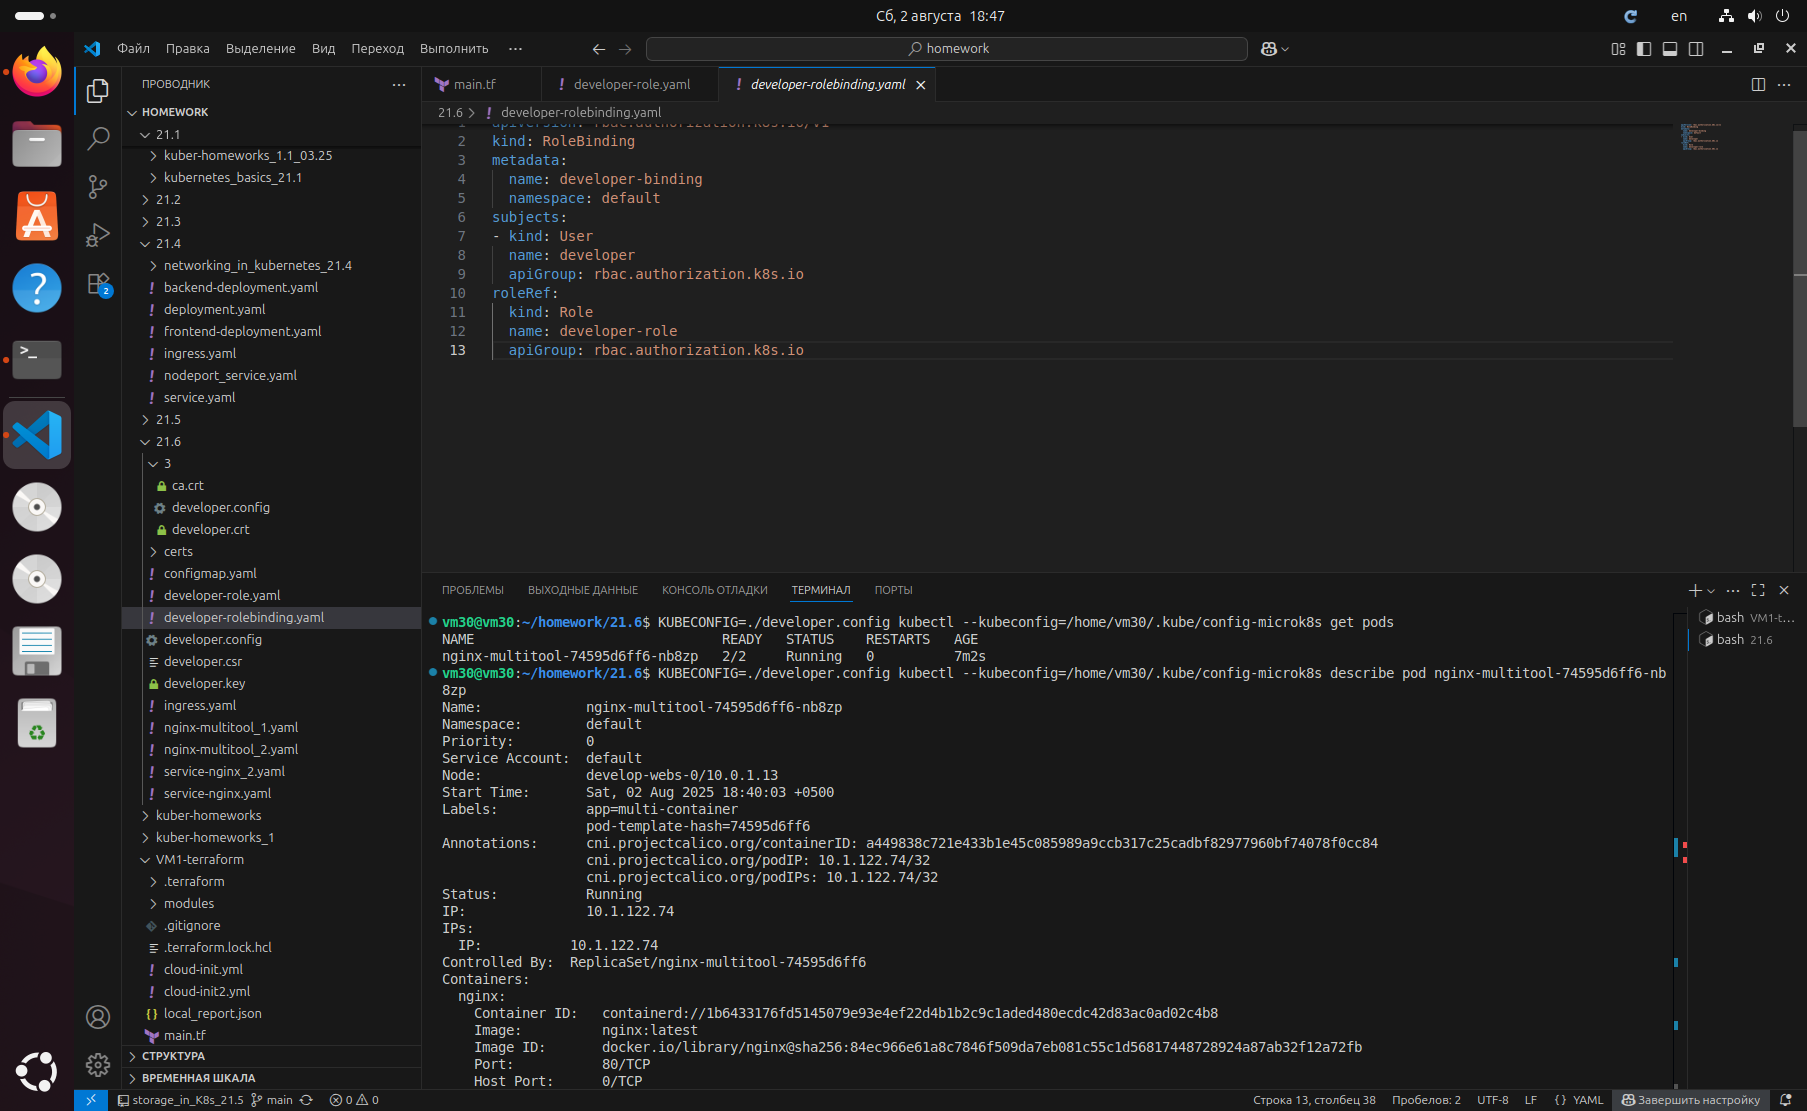 Сб, 2 августа 18:47
en
Файл Правка Выделение Вид Переход Выполнить ···
homework
ПРОВОДНИК
HOMEWORK
21.1
kuber-homeworks_1.1_03.25
kubernetes_basics_21.1
21.2
21.3
21.4
networking_in_kubernetes_21.4
backend-deployment.yaml
deployment.yaml
frontend-deployment.yaml
ingress.yaml
nodeport_service.yaml
service.yaml
21.5
21.6
3
ca.crt
developer.config
developer.crt
certs
configmap.yaml
developer-role.yaml
developer-rolebinding.yaml
developer.config
developer.csr
developer.key
ingress.yaml
nginx-multitool_1.yaml
nginx-multitool_2.yaml
service-nginx_2.yaml
service-nginx.yaml
kuber-homeworks
kuber-homeworks_1
VM1-terraform
.terraform
modules
.gitignore
.terraform.lock.hcl
cloud-init.yml
cloud-init2.yml
local_report.json
main.tf
СТРУКТУРА
ВРЕМЕННАЯ ШКАЛА
2
main.tf
! developer-role.yaml
! developer-rolebinding.yaml
21.6 > ! developer-rolebinding.yaml
1 apiVersion: rbac.authorization.k8s.io/v1
2 kind: RoleBinding
3 metadata:
4   name: developer-binding
5   namespace: default
6 subjects:
7 - kind: User
8   name: developer
9   apiGroup: rbac.authorization.k8s.io
10 roleRef:
11   kind: Role
12   name: developer-role
13   apiGroup: rbac.authorization.k8s.io
ПРОБЛЕМЫ ВЫХОДНЫЕ ДАННЫЕ КОНСОЛЬ ОТЛАДКИ ТЕРМИНАЛ ПОРТЫ
vm30@vm30:~/homework/21.6$ KUBECONFIG=./developer.config kubectl --kubeconfig=/home/vm30/.kube/config-microk8s get pods
NAME READY STATUS RESTARTS AGE
nginx-multitool-74595d6ff6-nb8zp 2/2 Running 0 7m2s
vm30@vm30:~/homework/21.6$ KUBECONFIG=./developer.config kubectl --kubeconfig=/home/vm30/.kube/config-microk8s describe pod nginx-multitool-74595d6ff6-nb
8zp
Name: nginx-multitool-74595d6ff6-nb8zp
Namespace: default
Priority: 0
Service Account: default
Node: develop-webs-0/10.0.1.13
Start Time: Sat, 02 Aug 2025 18:40:03 +0500
Labels: app=multi-container
pod-template-hash=74595d6ff6
Annotations: cni.projectcalico.org/containerID: a449838c721e433b1e45c085989a9ccb317c25cadbf82977960bf74078f0cc84
cni.projectcalico.org/podIP: 10.1.122.74/32
cni.projectcalico.org/podIPs: 10.1.122.74/32
Status: Running
IP: 10.1.122.74
IPs:
IP: 10.1.122.74
Controlled By: ReplicaSet/nginx-multitool-74595d6ff6
Containers:
nginx:
Container ID: containerd://1b6433176fd5145079e93e4ef22d4b1b2c9c1aded480ecdc42d83ac0ad02c4b8
Image: nginx:latest
Image ID: docker.io/library/nginx@sha256:84ec966e61a8c7846f509da7eb081c55c1d56817448728924a87ab32f12a72fb
Port: 80/TCP
Host Port: 0/TCP
bash VM1-t...
bash 21.6
storage_in_K8s_21.5 main 0 0
Строка 13, столбец 38 Пробелов: 2 UTF-8 LF {} YAML Завершить настройку